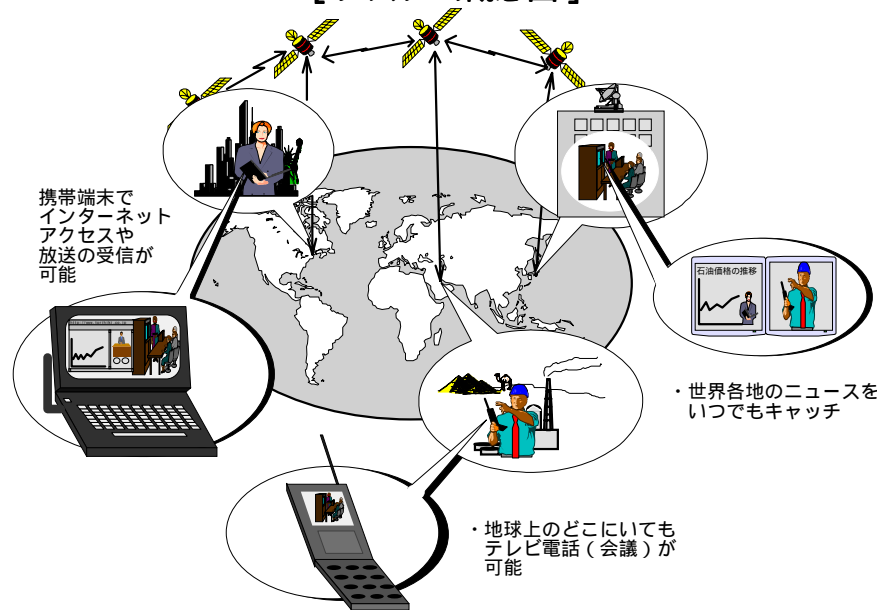 携帯端末で
インターネット
アクセスや
放送の受信が
可能
石油価格の推移
・世界各地のニュースを
いつでもキャッチ
・地球上のどこにいても
テレビ電話（会議）が
可能